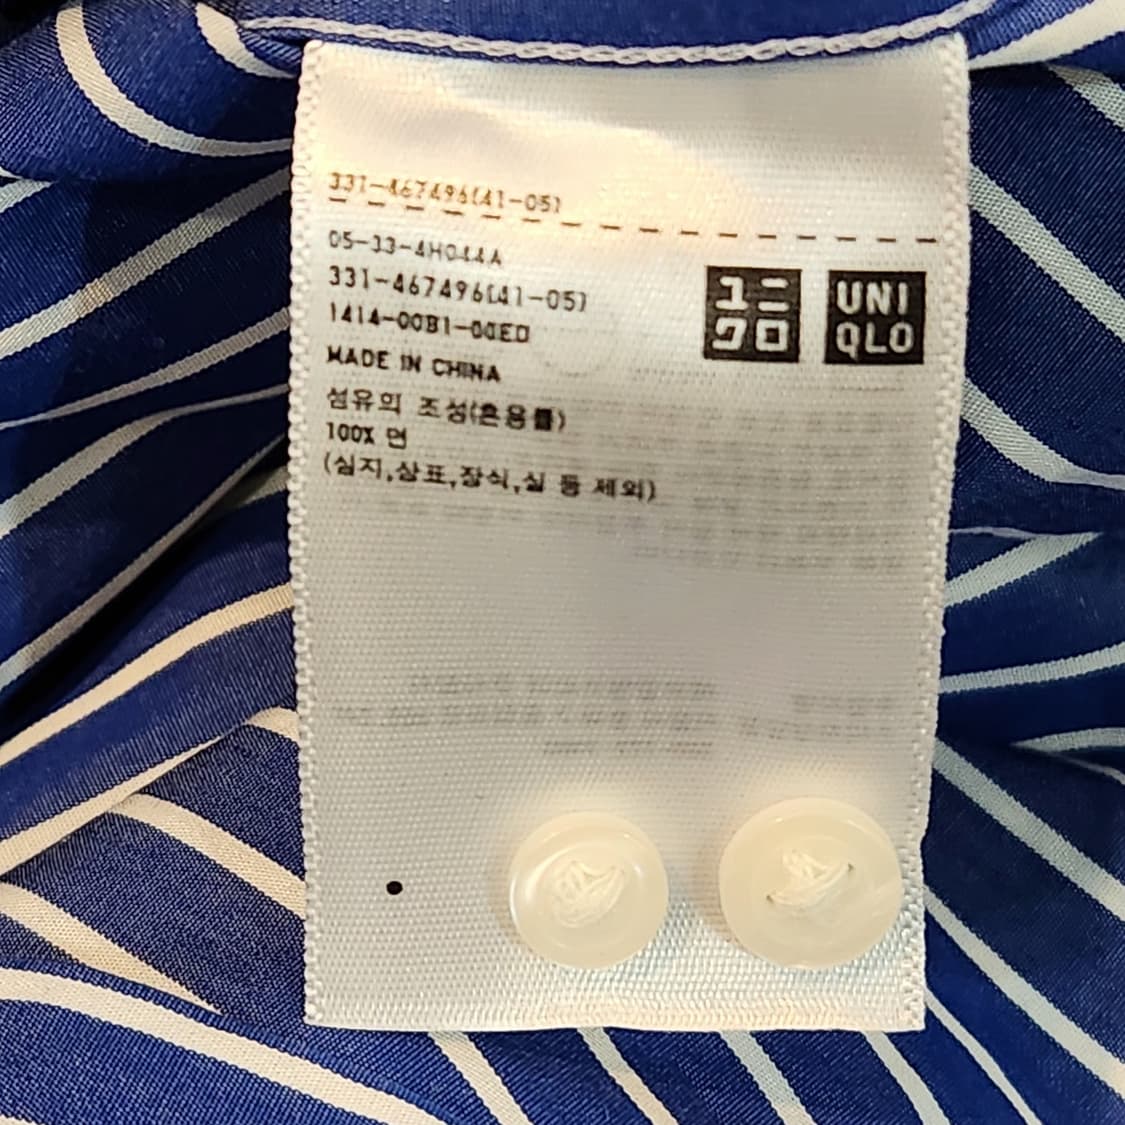 331-467496(41-05)
05-33-4H044A
331-467496(41-05)
1414-00B1-00E0
MADE IN CHINA
섬유의 조성(혼용률)
100% 면
(심지,상표,장식,실 등 제외)
ユニ
クロ
UNI
QLO